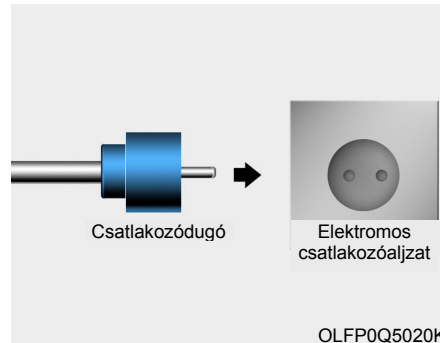 Csatlakozódugó
Elektromos
csatlakozóaljzat
OLFP0Q5020K